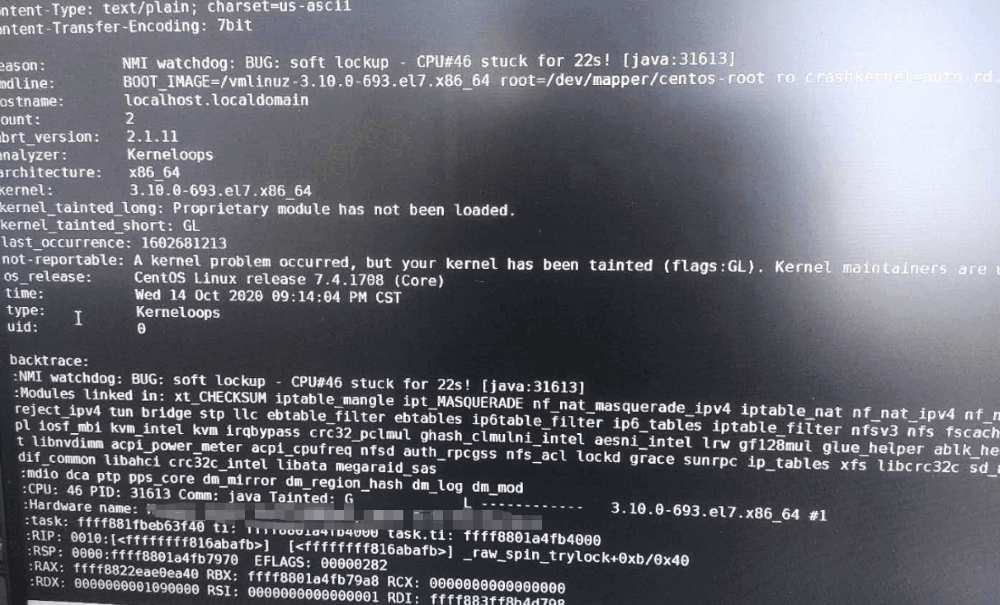 ontent-Type: text/plain; charset=us-ascii
ontent-Transfer-Encoding: 7bit
eason: NMI watchdog: BUG: soft lockup - CPU#46 stuck for 22s! [java:31613]
mdline: BOOT_IMAGE=/vmlinuz-3.10.0-693.el7.x86_64 root=/dev/mapper/centos-root ro crashkernel=auto rd.
ostname: localhost.localdomain
ount: 2
abrt_version: 2.1.11
analyzer: Kerneloops
architecture: x86_64
kernel: 3.10.0-693.el7.x86_64
kernel_tainted_long: Proprietary module has not been loaded.
kernel_tainted_short: GL
last_occurrence: 1602681213
not-reportable: A kernel problem occurred, but your kernel has been tainted (flags:GL). Kernel maintainers are u
os_release: CentOS Linux release 7.4.1708 (Core)
time: Wed 14 Oct 2020 09:14:04 PM CST
type: Kerneloops
uid: 0
backtrace:
:NMI watchdog: BUG: soft lockup - CPU#46 stuck for 22s! [java:31613]
:Modules linked in: xt_CHECKSUM iptable_mangle ipt_MASQUERADE nf_nat_masquerade_ipv4 iptable_nat nf_nat_ipv4 nf_n
reject_ipv4 tun bridge stp llc ebtable_filter ebtables ip6table_filter ip6_tables iptable_filter nfsv3 nfs fscach
pl iosf_mbi kvm_intel kvm irqbypass crc32_pclmul ghash_clmulni_intel aesni_intel lrw gf128mul glue_helper ablk_he
t libnvdimm acpi_power_meter acpi_cpufreq nfsd auth_rpcgss nfs_acl lockd grace sunrpc ip_tables xfs libcrc32c sd_
dif_common libahci crc32c_intel libata megaraid_sas
:mdio dca ptp pps_core dm_mirror dm_region_hash dm_log dm_mod
:CPU: 46 PID: 31613 Comm: java Tainted: G L ------------ 3.10.0-693.el7.x86_64 #1
:Hardware name:
:task: ffff881fbeb63f40 ti: ffff8801a4fb4000 task.ti: ffff8801a4fb4000
:RIP: 0010:[<ffffffff816abafb>] [<ffffffff816abafb>] _raw_spin_trylock+0xb/0x40
:RSP: 0000:ffff8801a4fb7970 EFLAGS: 00000282
:RAX: ffff8822eae0ea40 RBX: ffff8801a4fb79a8 RCX: 0000000000000000
:RDX: 0000000001090000 RSI: 0000000000000001 RDI: ffff883ff8b4d798